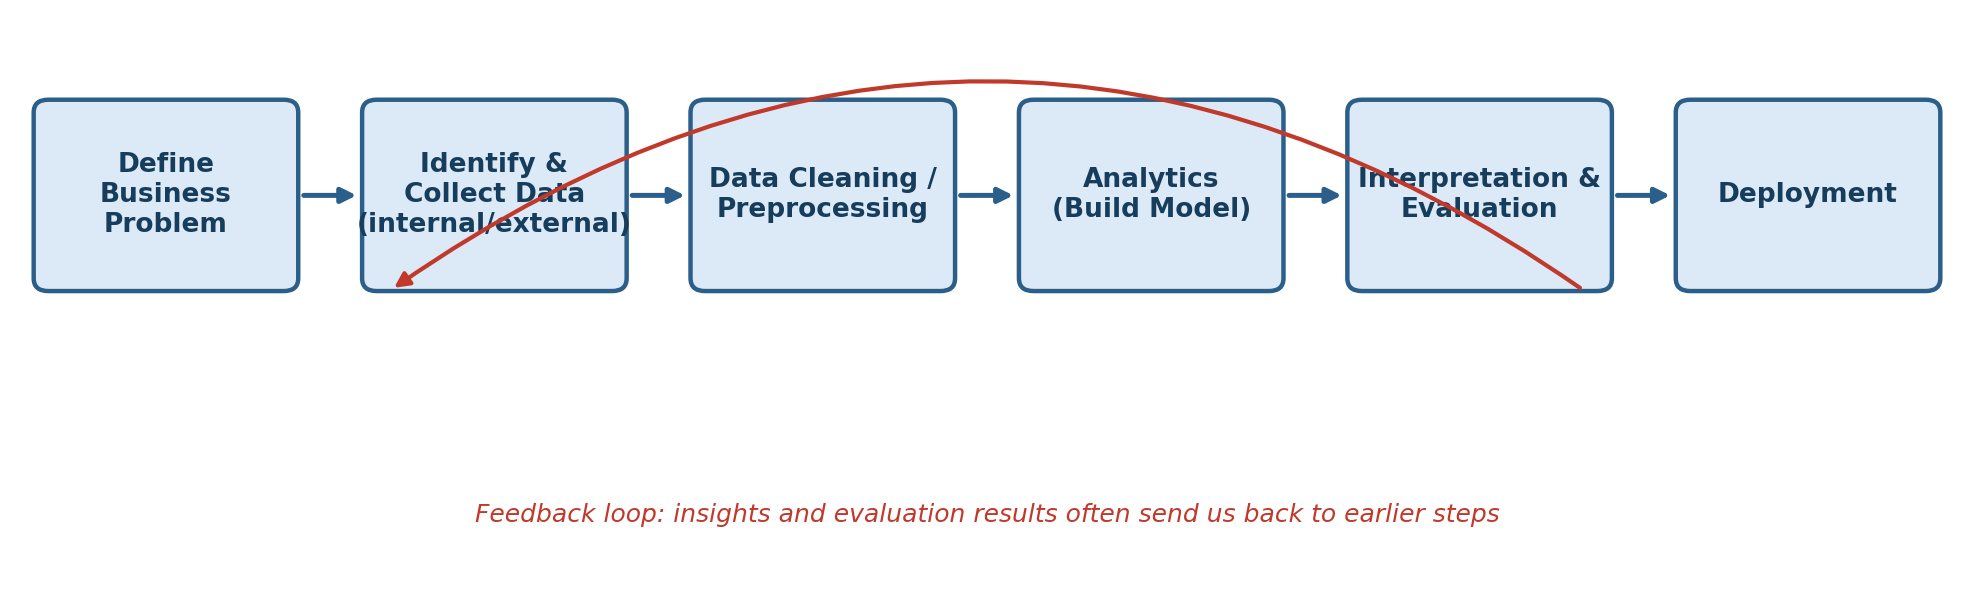 Define
Business
Problem
Identify &
Collect Data
(internal/external)
Data Cleaning /
Preprocessing
Analytics
(Build Model)
Interpretation &
Evaluation
Deployment
Feedback loop: insights and evaluation results often send us back to earlier steps